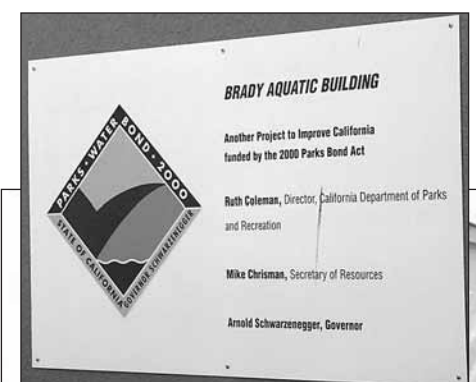 PARKS • WATER BOND • 2000
STATE OF CALIFORNIA
GOVERNOR SCHWARZENEGGER
BRADY AQUATIC BUILDING
Another Project to Improve California
funded by the 2000 Parks Bond Act
Ruth Coleman, Director, California Department of Parks
and Recreation
Mike Chrisman, Secretary of Resources
Arnold Schwarzenegger, Governor